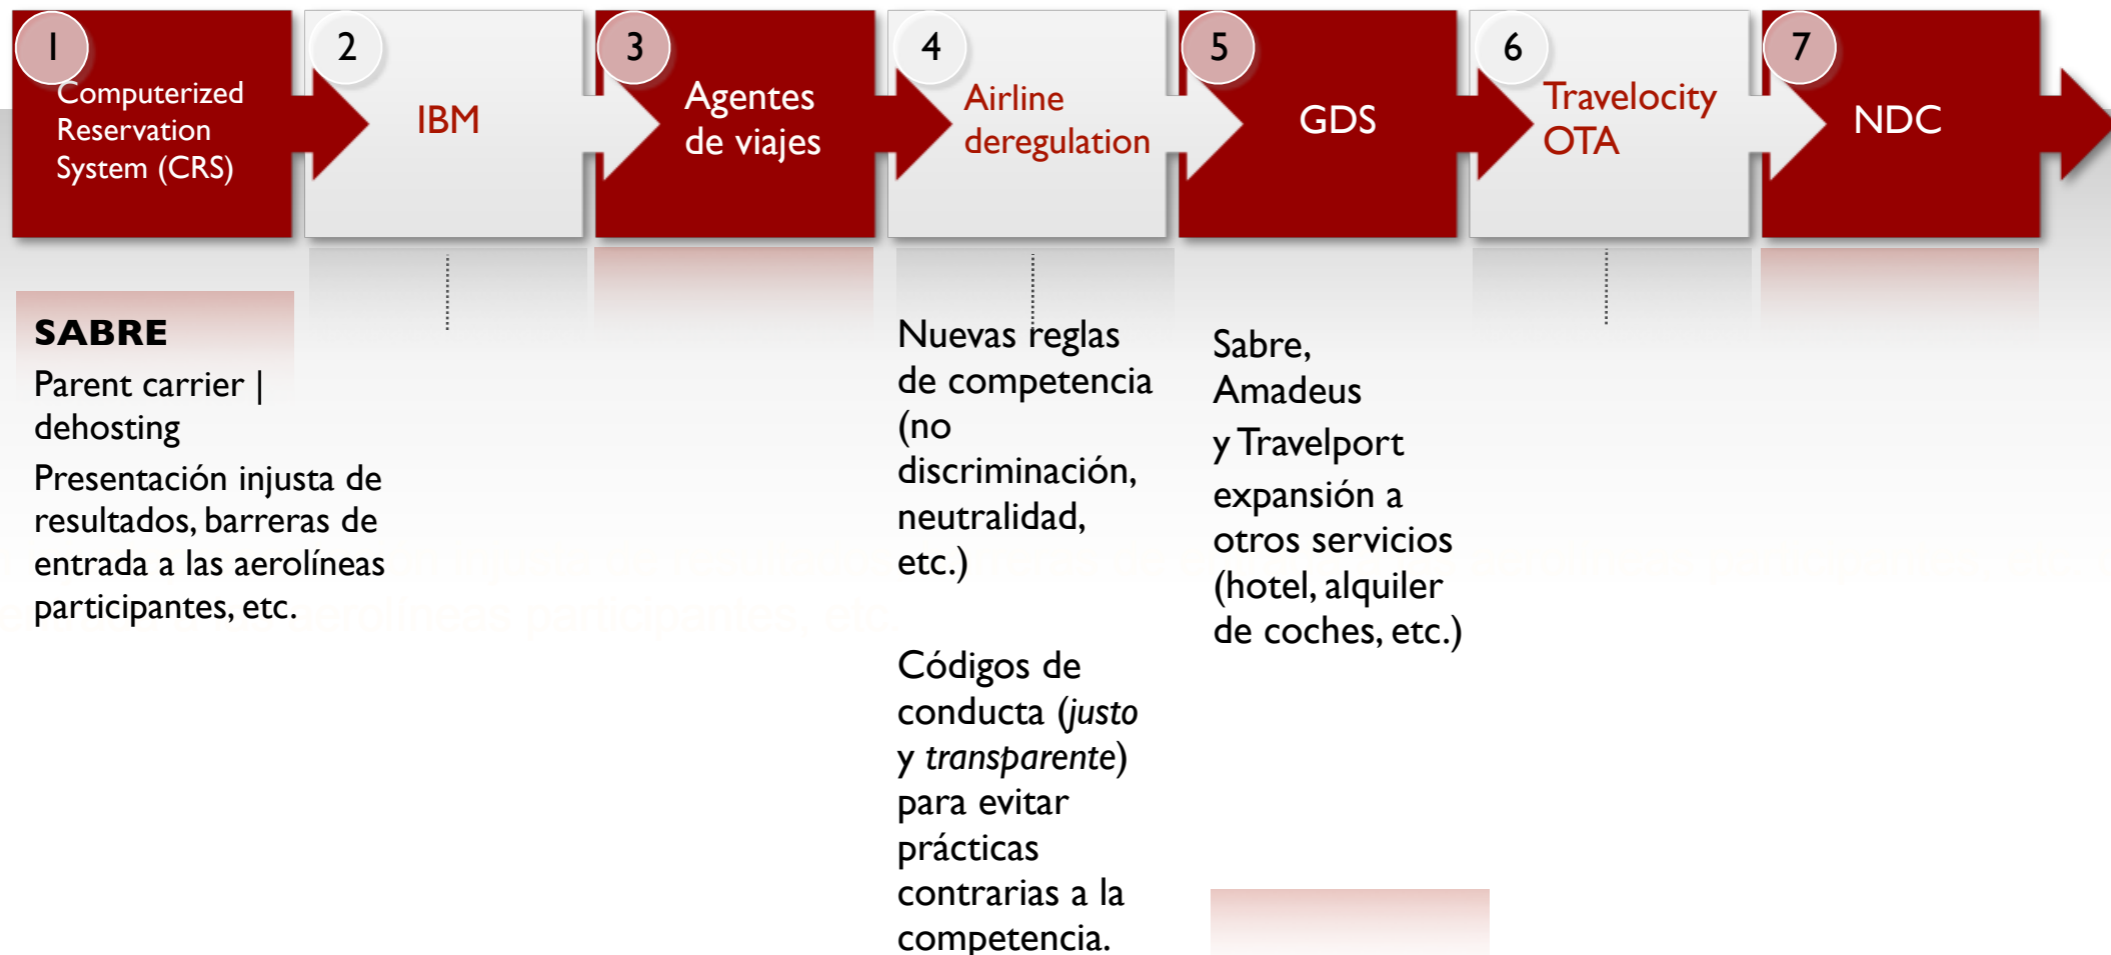 1
Computerized
Reservation
System (CRS)
2
IBM
3
Agentes
de viajes
4
Airline
deregulation
5
GDS
6
Travelocity
OTA
7
NDC
SABRE
Parent carrier |
dehosting
Presentación injusta de
resultados, barreras de
entrada a las aerolíneas
participantes, etc.
Nuevas reglas
de competencia
(no
discriminación,
neutralidad,
etc.)
Códigos de
conducta (justo
y transparente)
para evitar
prácticas
contrarias a la
competencia.
Sabre,
Amadeus
y Travelport
expansión a
otros servicios
(hotel, alquiler
de coches, etc.)